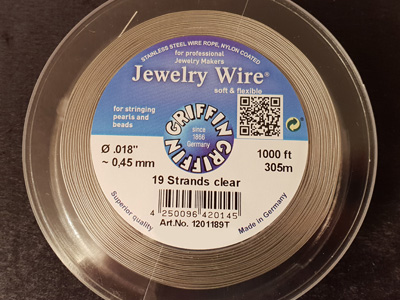 STAINLESS STEEL WIRE ROPE, NYLON COATED
for professional
Jewelry Makers
Jewelry Wire®
soft & flexible
for stringing
pearls and
beads
GRIFFIN GRIFFIN
since
1866
Germany
Ø .018"
~ 0,45 mm
1000 ft
305m
19 Strands clear
4 250096 420145
Art.No. 1201189T
Superior quality
Made in Germany